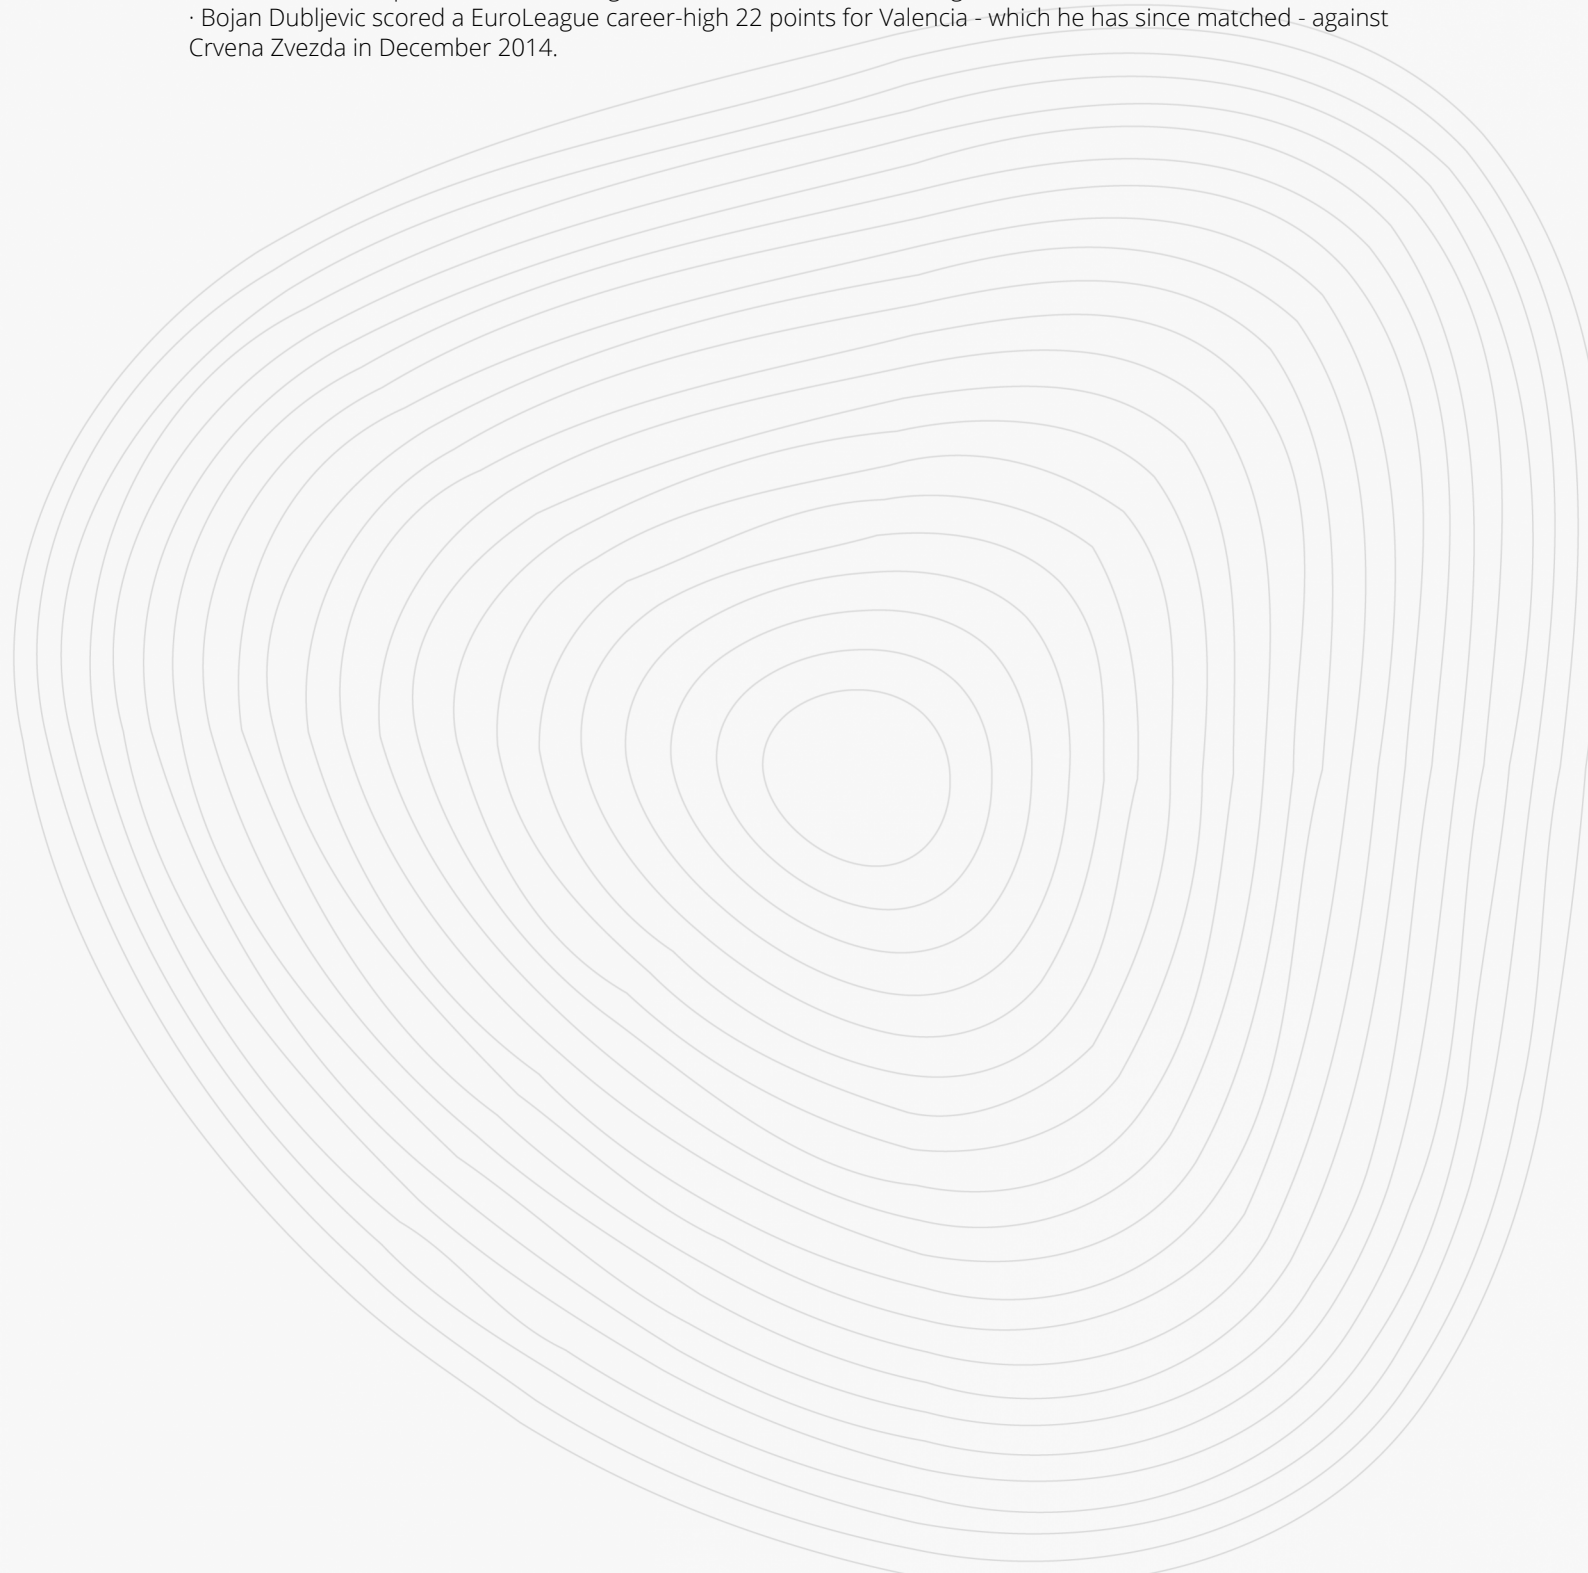 · Bojan Dubljevic scored a EuroLeague career-high 22 points for Valencia - which he has since matched - against
Crvena Zvezda in December 2014.